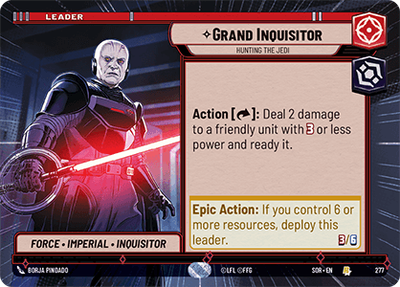 LEADER
GRAND INQUISITOR
HUNTING THE JEDI
Action [ ]: Deal 2 damage
to a friendly unit with 3 or less
power and ready it.
Epic Action: If you control 6 or
more resources, deploy this
leader.
3/6
FORCE • IMPERIAL • INQUISITOR
BORJA PINDADO
©LFL ©FFG
SOR • EN
277